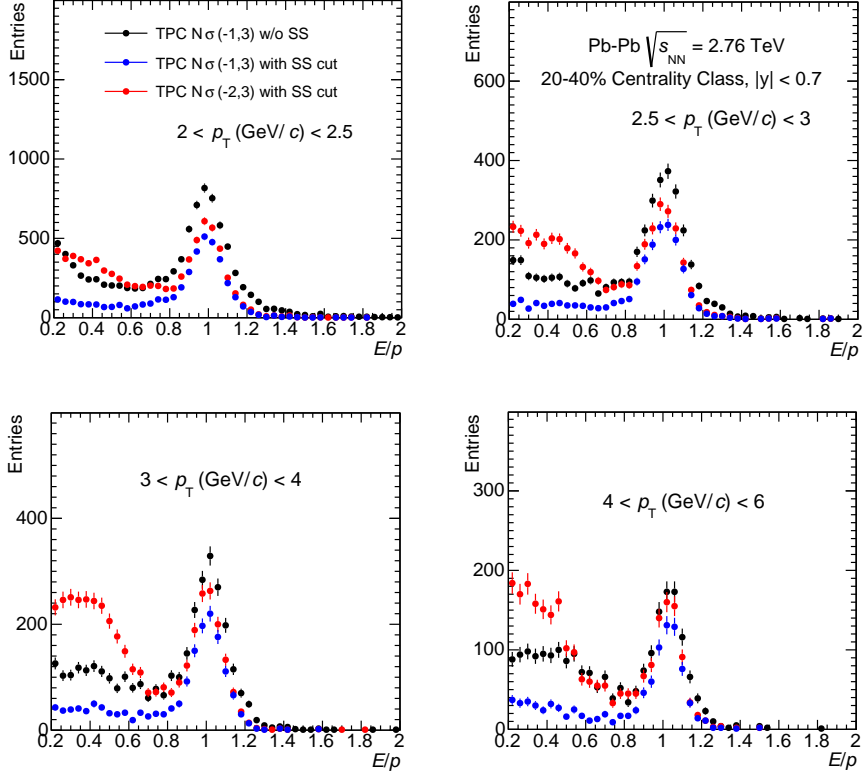 Entries
1500
1000
500
0
TPC Nσ(-1,3) w/o SS
TPC Nσ(-1,3) with SS cut
TPC Nσ(-2,3) with SS cut
2 < pT (GeV/c) < 2.5
0.2 0.4 0.6 0.8 1 1.2 1.4 1.6 1.8 2
E/p
Entries
600
400
200
0
Pb-Pb √sNN = 2.76 TeV
20-40% Centrality Class, |y| < 0.7
2.5 < pT (GeV/c) < 3
0.2 0.4 0.6 0.8 1 1.2 1.4 1.6 1.8 2
E/p
Entries
400
200
0
3 < pT (GeV/c) < 4
0.2 0.4 0.6 0.8 1 1.2 1.4 1.6 1.8 2
E/p
Entries
300
200
100
0
4 < pT (GeV/c) < 6
0.2 0.4 0.6 0.8 1 1.2 1.4 1.6 1.8 2
E/p